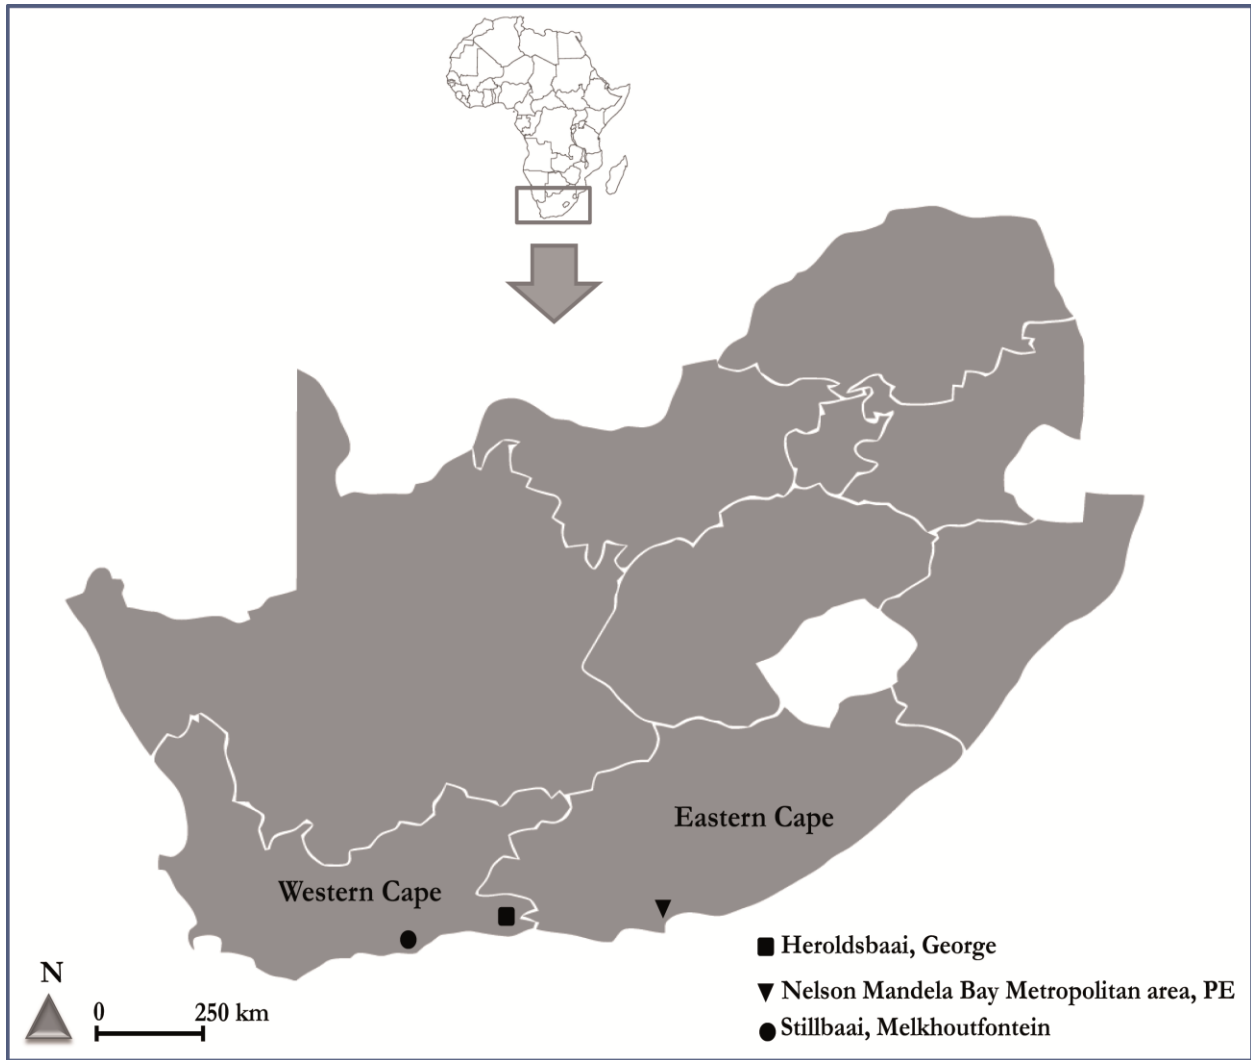 Eastern Cape
Western Cape
Heroldsbaai, George
Nelson Mandela Bay Metropolitan area, PE
Stillbaai, Melkhoutfontein
N
0 250 km